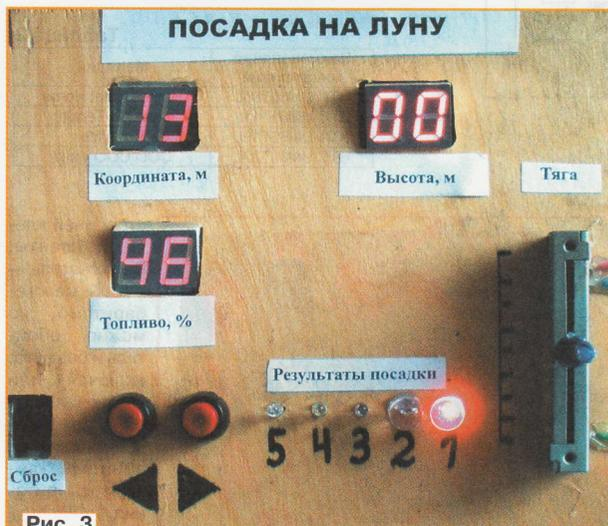 ПОСАДКА НА ЛУНУ
13
00
Координата, м
Высота, м
Тяга
46
Топливо, %
Результаты посадки
5 4 3 2 1
Сброс
Рис. 3